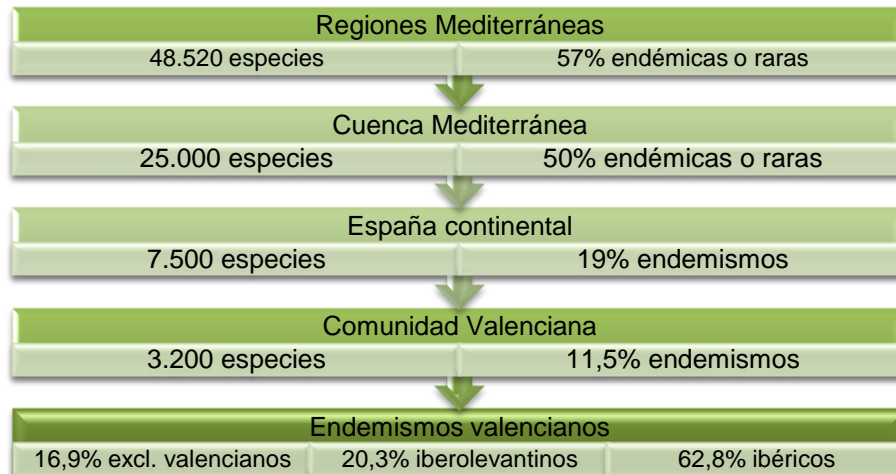 Regiones Mediterráneas
48.520 especies 57% endémicas o raras
Cuenca Mediterránea
25.000 especies 50% endémicas o raras
España continental
7.500 especies 19% endemismos
Comunidad Valenciana
3.200 especies 11,5% endemismos
Endemismos valencianos
16,9% excl. valencianos 20,3% iberolevantinos 62,8% ibéricos